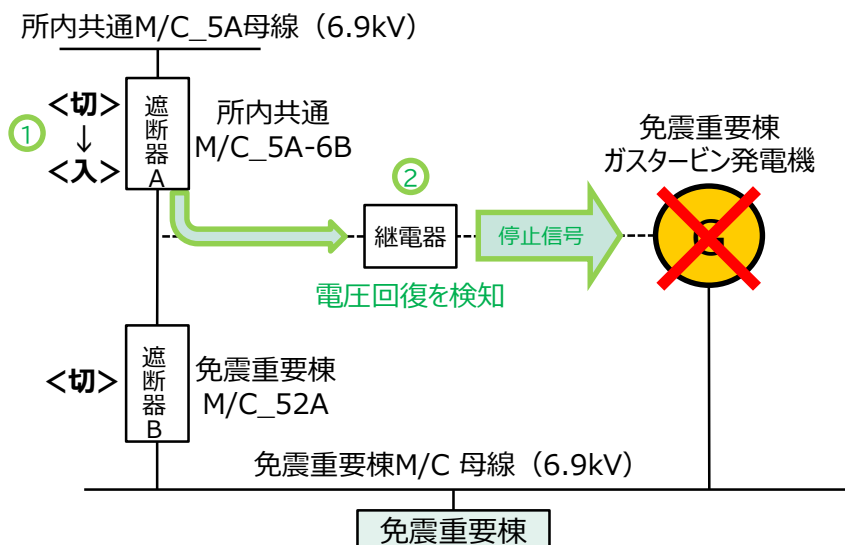 所内共通M/C_5A母線（6.9kV）
①
<切>
↓
<入>
遮断器A
所内共通
M/C_5A-6B
②
継電器
停止信号
電圧回復を検知
免震重要棟
ガスタービン発電機
G
<切>
遮断器B
免震重要棟
M/C_52A
免震重要棟M/C 母線（6.9kV）
免震重要棟